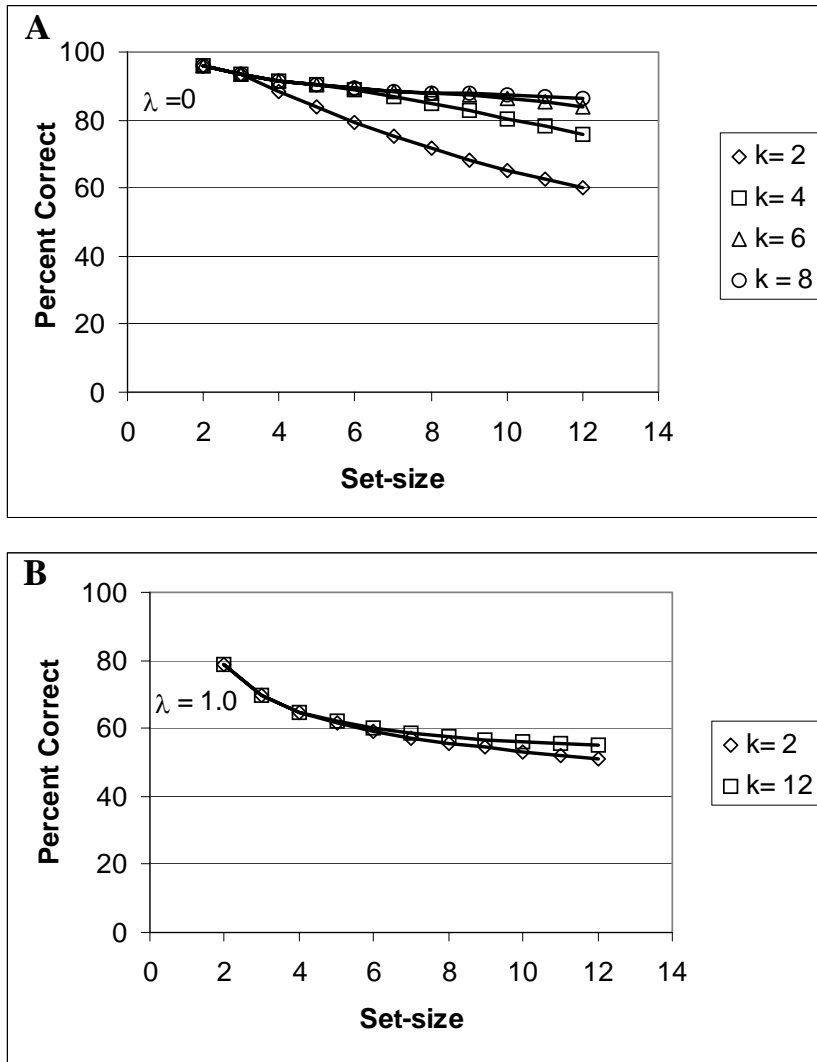 A
100
80
60
40
20
0
λ =0
Percent Correct
0 2 4 6 8 10 12 14
Set-size
k= 2
k= 4
k= 6
k = 8
B
100
80
60
40
20
0
λ = 1.0
Percent Correct
0 2 4 6 8 10 12 14
Set-size
k= 2
k= 12